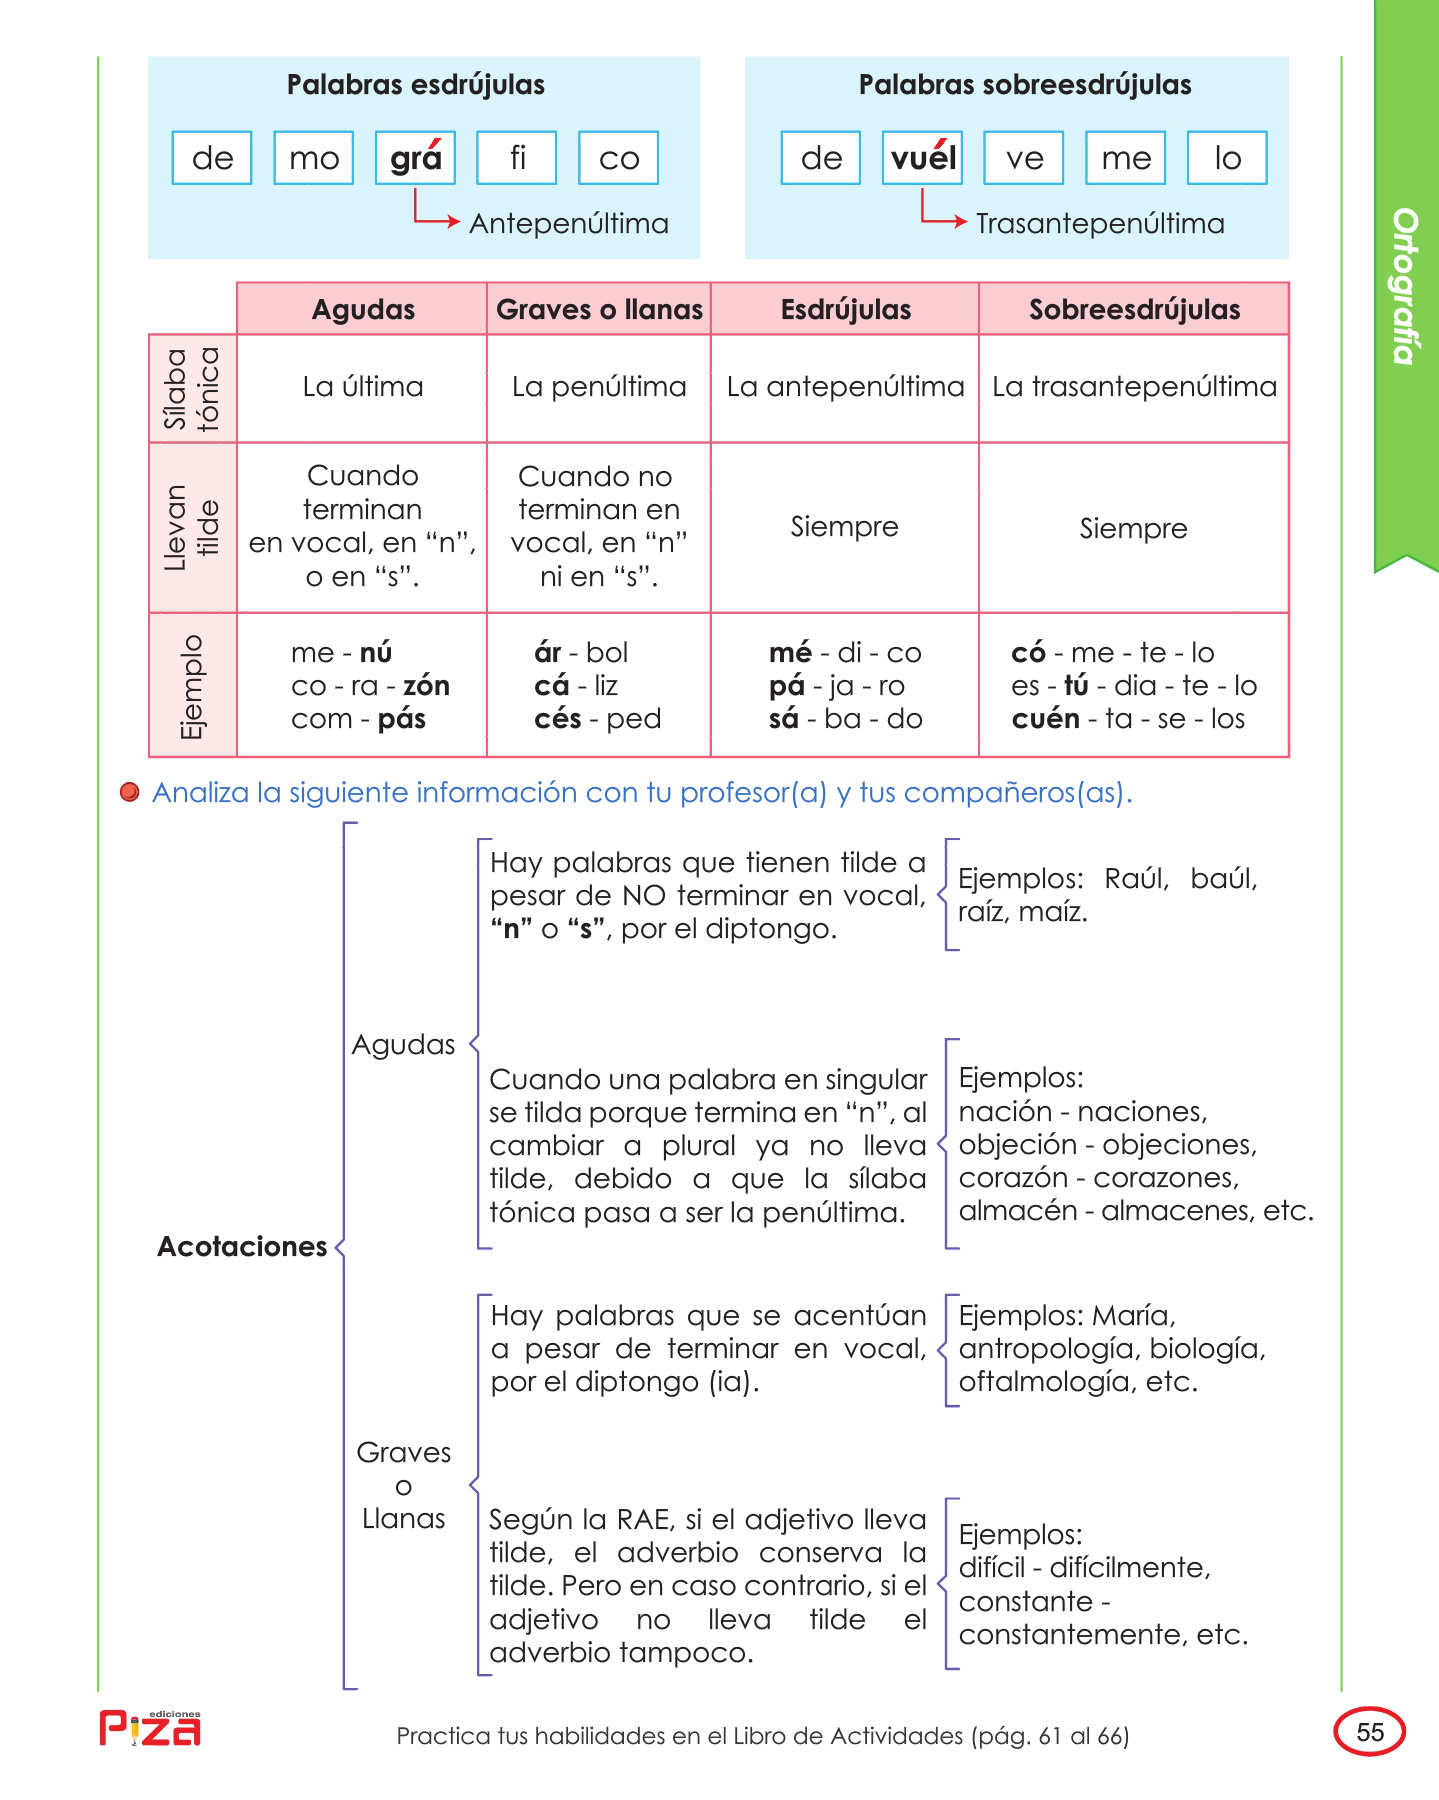 Palabras esdrújulas
de mo grá fi co
Antepenúltima
Palabras sobreesdrújulas
de vuél ve me lo
Trasantepenúltima
Ortografía
Agudas Graves o llanas Esdrújulas Sobreesdrújulas
Sílaba
tónica
La última La penúltima La antepenúltima La trasantepenúltima
Llevan
tilde
Cuando
terminan
en vocal, en “n”,
o en “s”.
Cuando no
terminan en
vocal, en “n”
ni en “s”.
Siempre
Siempre
Ejemplo
me - nú
co - ra - zón
com - pás
ár - bol
cá - liz
cés - ped
mé - di - co
pá - ja - ro
sá - ba - do
có - me - te - lo
es - tú - dia - te - lo
cuén - ta - se - los
Analiza la siguiente información con tu profesor(a) y tus compañeros(as).
Acotaciones
Agudas
Hay palabras que tienen tilde a
pesar de NO terminar en vocal,
“n” o “s”, por el diptongo.
Ejemplos: Raúl, baúl,
raíz, maíz.
Cuando una palabra en singular
se tilda porque termina en “n”, al
cambiar a plural ya no lleva
tilde, debido a que la sílaba
tónica pasa a ser la penúltima.
Ejemplos:
nación - naciones,
objeción - objeciones,
corazón - corazones,
almacén - almacenes, etc.
Graves
o
Llanas
Hay palabras que se acentúan
a pesar de terminar en vocal,
por el diptongo (ia).
Ejemplos: María,
antropología, biología,
oftalmología, etc.
Según la RAE, si el adjetivo lleva
tilde, el adverbio conserva la
tilde. Pero en caso contrario, si el
adjetivo no lleva tilde el
adverbio tampoco.
Ejemplos:
difícil - difícilmente,
constante -
constantemente, etc.
ediciones
Piza
Practica tus habilidades en el Libro de Actividades (pág. 61 al 66)
55